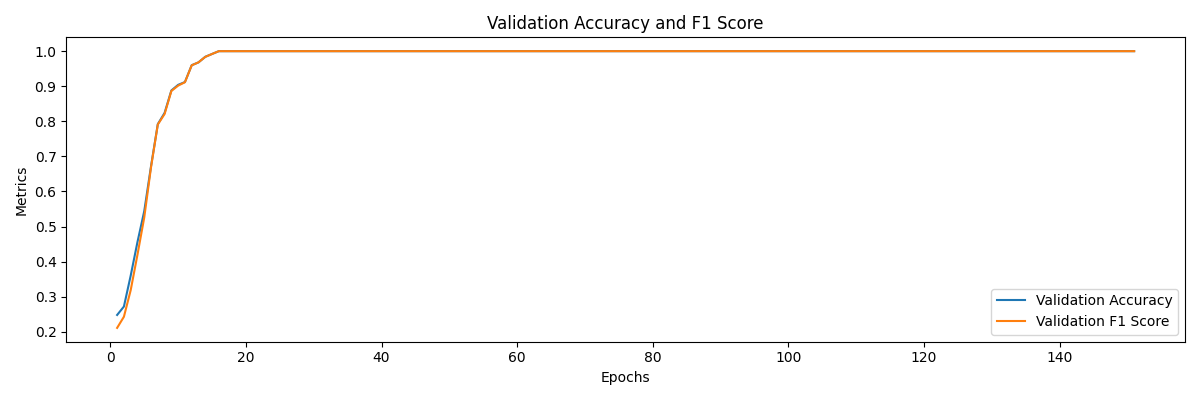 Validation Accuracy and F1 Score
1.0
0.9
0.8
0.7
0.6
0.5
0.4
0.3
0.2
Metrics
Validation Accuracy
Validation F1 Score
0 20 40 60 80 100 120 140
Epochs